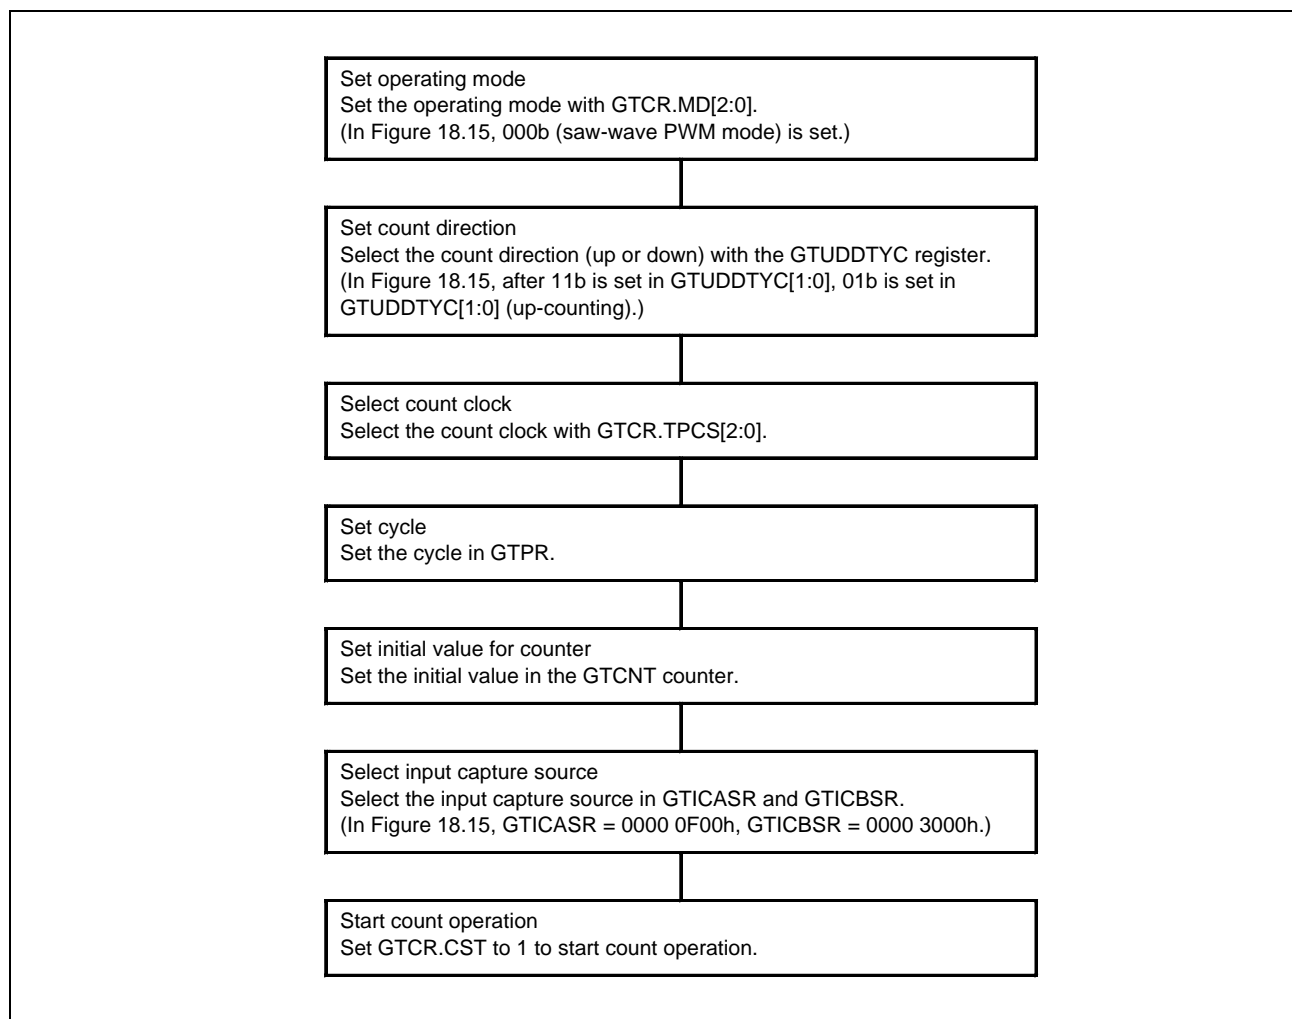 Set operating mode
Set the operating mode with GTCR.MD[2:0].
(In Figure 18.15, 000b (saw-wave PWM mode) is set.)
Set count direction
Select the count direction (up or down) with the GTUDDTYC register.
(In Figure 18.15, after 11b is set in GTUDDTYC[1:0], 01b is set in
GTUDDTYC[1:0] (up-counting).)
Select count clock
Select the count clock with GTCR.TPCS[2:0].
Set cycle
Set the cycle in GTPR.
Set initial value for counter
Set the initial value in the GTCNT counter.
Select input capture source
Select the input capture source in GTICASR and GTICBSR.
(In Figure 18.15, GTICASR = 0000 0F00h, GTICBSR = 0000 3000h.)
Start count operation
Set GTCR.CST to 1 to start count operation.